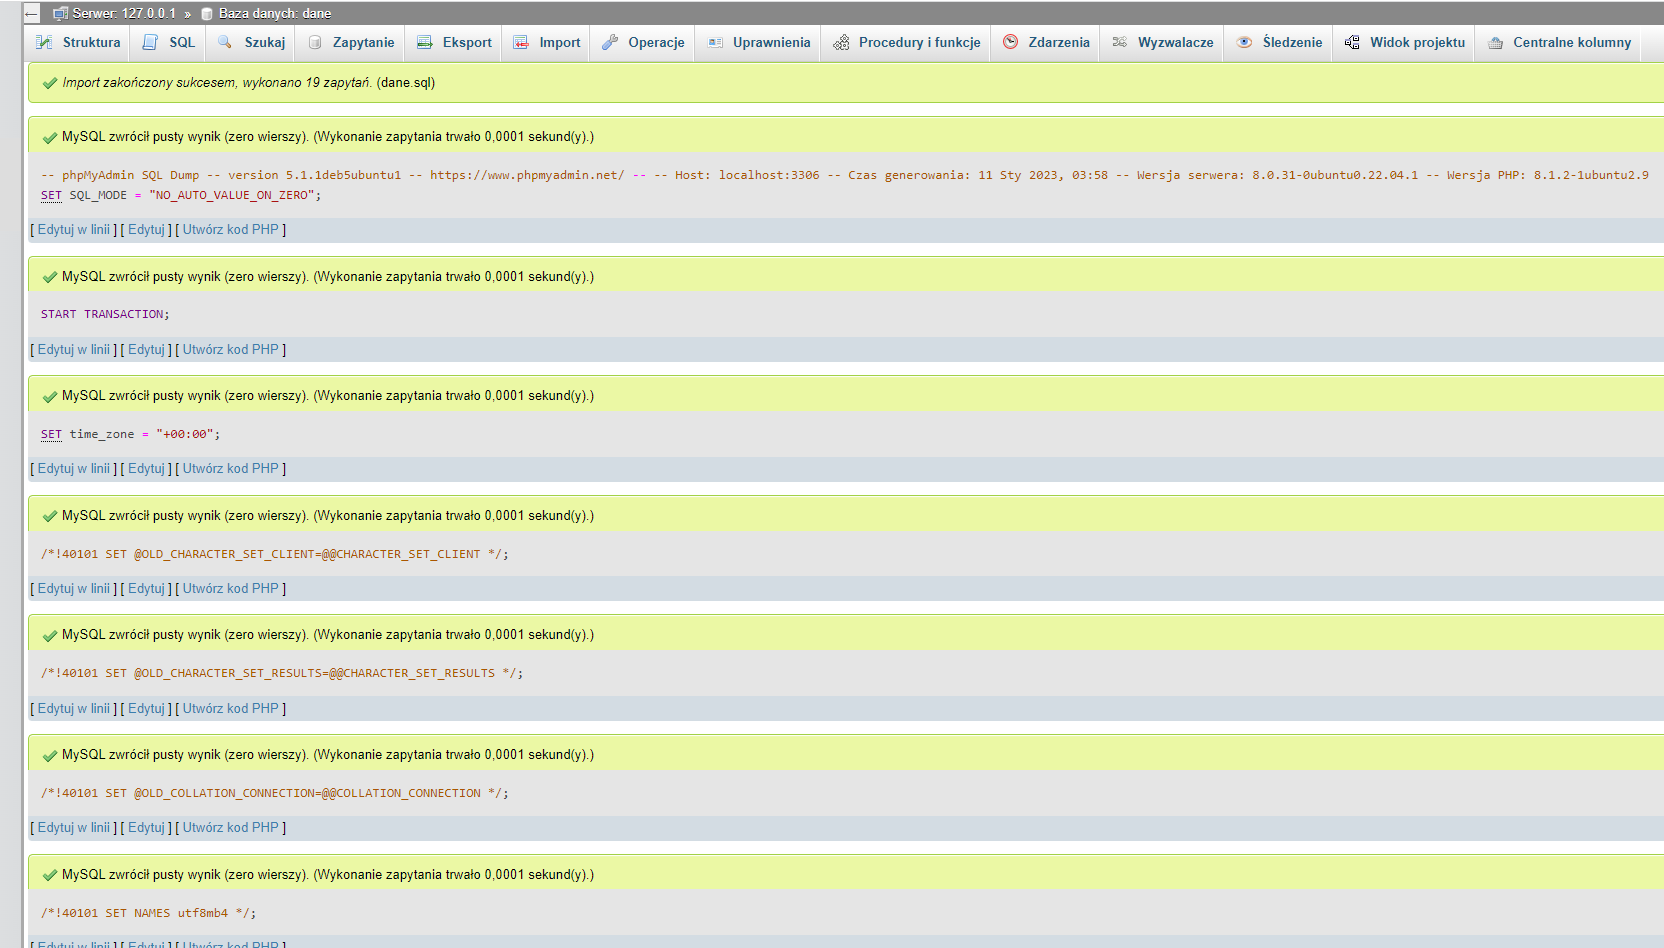 ← Serwer: 127.0.0.1 » Baza danych: dane
Struktura SQL Szukaj Zapytanie Eksport Import Operacje Uprawnienia Procedury i funkcje Zdarzenia Wyzwalacze Śledzenie Widok projektu Centralne kolumny
Import zakończony sukcesem, wykonano 19 zapytań. (dane.sql)
MySQL zwrócił pusty wynik (zero wierszy). (Wykonanie zapytania trwało 0,0001 sekund(y).)
-- phpMyAdmin SQL Dump -- version 5.1.1deb5ubuntu1 -- https://www.phpmyadmin.net/ -- -- Host: localhost:3306 -- Czas generowania: 11 Sty 2023, 03:58 -- Wersja serwera: 8.0.31-0ubuntu0.22.04.1 -- Wersja PHP: 8.1.2-1ubuntu2.9
SET SQL_MODE = "NO_AUTO_VALUE_ON_ZERO";
[ Edytuj w linii ] [ Edytuj ] [ Utwórz kod PHP ]
MySQL zwrócił pusty wynik (zero wierszy). (Wykonanie zapytania trwało 0,0001 sekund(y).)
START TRANSACTION;
[ Edytuj w linii ] [ Edytuj ] [ Utwórz kod PHP ]
MySQL zwrócił pusty wynik (zero wierszy). (Wykonanie zapytania trwało 0,0001 sekund(y).)
SET time_zone = "+00:00";
[ Edytuj w linii ] [ Edytuj ] [ Utwórz kod PHP ]
MySQL zwrócił pusty wynik (zero wierszy). (Wykonanie zapytania trwało 0,0001 sekund(y).)
/*!40101 SET @OLD_CHARACTER_SET_CLIENT=@@CHARACTER_SET_CLIENT */;
[ Edytuj w linii ] [ Edytuj ] [ Utwórz kod PHP ]
MySQL zwrócił pusty wynik (zero wierszy). (Wykonanie zapytania trwało 0,0001 sekund(y).)
/*!40101 SET @OLD_CHARACTER_SET_RESULTS=@@CHARACTER_SET_RESULTS */;
[ Edytuj w linii ] [ Edytuj ] [ Utwórz kod PHP ]
MySQL zwrócił pusty wynik (zero wierszy). (Wykonanie zapytania trwało 0,0001 sekund(y).)
/*!40101 SET @OLD_COLLATION_CONNECTION=@@COLLATION_CONNECTION */;
[ Edytuj w linii ] [ Edytuj ] [ Utwórz kod PHP ]
MySQL zwrócił pusty wynik (zero wierszy). (Wykonanie zapytania trwało 0,0001 sekund(y).)
/*!40101 SET NAMES utf8mb4 */;
[ Edytuj w linii ] [ Edytuj ] [ Utwórz kod PHP ]